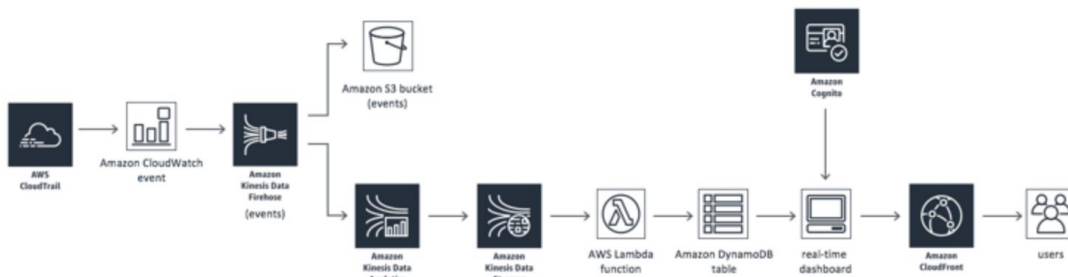 Amazon S3 bucket
(events)
Amazon
Cognito
AWS
CloudTrail
Amazon CloudWatch
event
Amazon
Kinesis Data
Firehose
(events)
Amazon
Kinesis Data
Amazon
Kinesis Data
AWS Lambda
function
Amazon DynamoDB
table
real-time
dashboard
Amazon
CloudFront
users